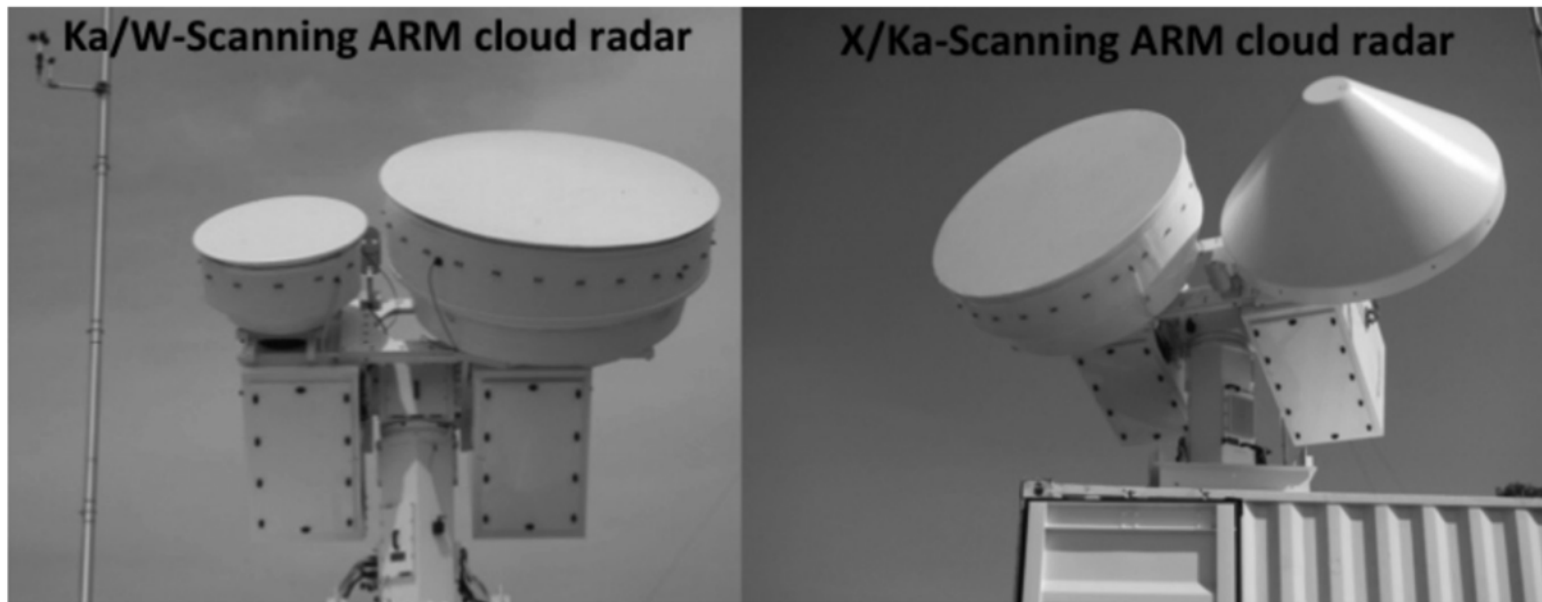 Ka/W-Scanning ARM cloud radar
X/Ka-Scanning ARM cloud radar